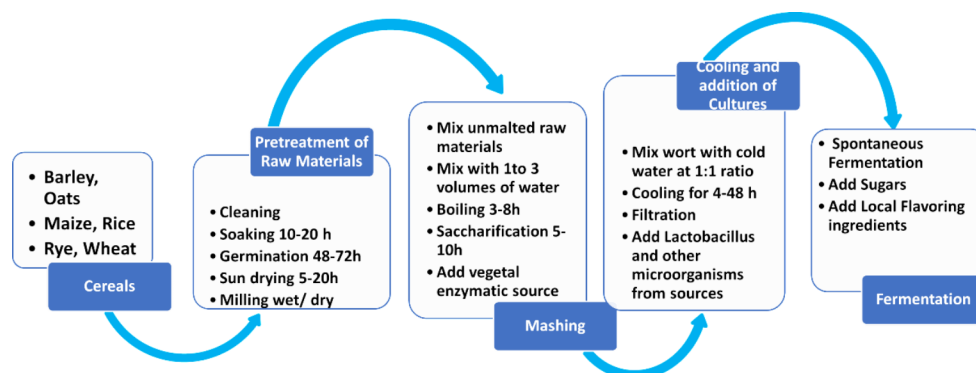 • Barley,
Oats
• Maize, Rice
• Rye, Wheat
Cereals
Pretreatment of
Raw Materials
• Cleaning
• Soaking 10-20 h
• Germination 48-72h
• Sun drying 5-20h
• Milling wet/ dry
• Mix unmalted raw
materials
• Mix with 1to 3
volumes of water
• Boiling 3-8h
• Saccharification 5-
10h
• Add vegetal
enzymatic source
Mashing
Cooling and
addition of
Cultures
• Mix wort with cold
water at 1:1 ratio
• Cooling for 4-48 h
• Filtration
• Add Lactobacillus
and other
microorganisms
from sources
• Spontaneous
Fermentation
• Add Sugars
• Add Local Flavoring
ingredients
Fermentation